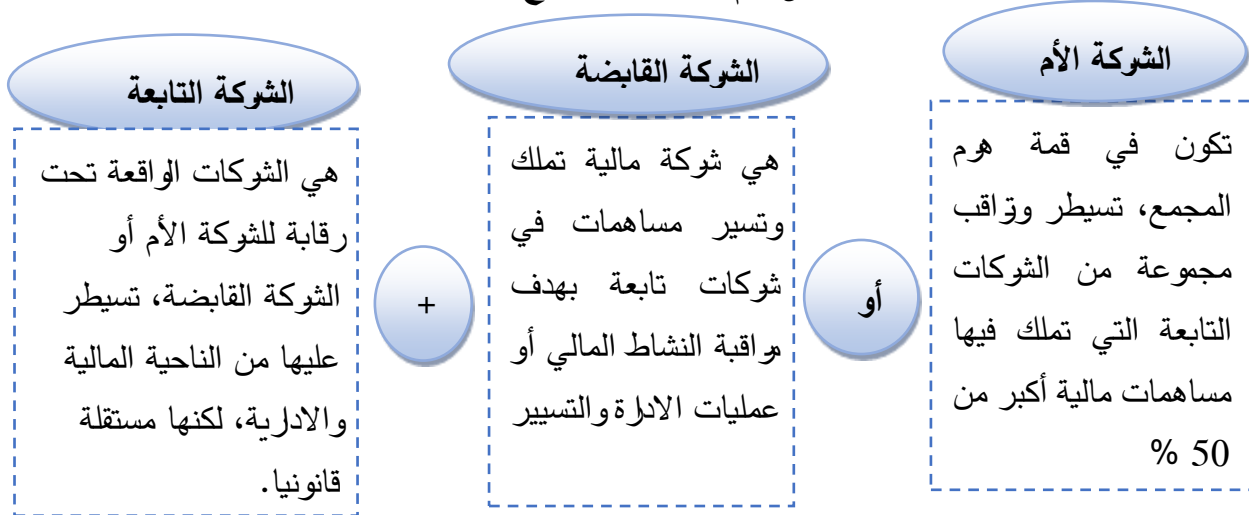 الشركة الأم
تكون في قمة هرم
المجمع، تسيطر وتراقب
مجموعة من الشركات
التابعة التي تملك فيها
مساهمات مالية أكبر من
50 %
أو
الشركة القابضة
هي شركة مالية تملك
وتسير مساهمات في
شركات تابعة بهدف
مراقبة النشاط المالي أو
عمليات الادارة والتسيير
+
الشركة التابعة
هي الشركات الواقعة تحت
رقابة للشركة الأم أو
الشركة القابضة، تسيطر
عليها من الناحية المالية
والادارية، لكنها مستقلة
قانونيا.